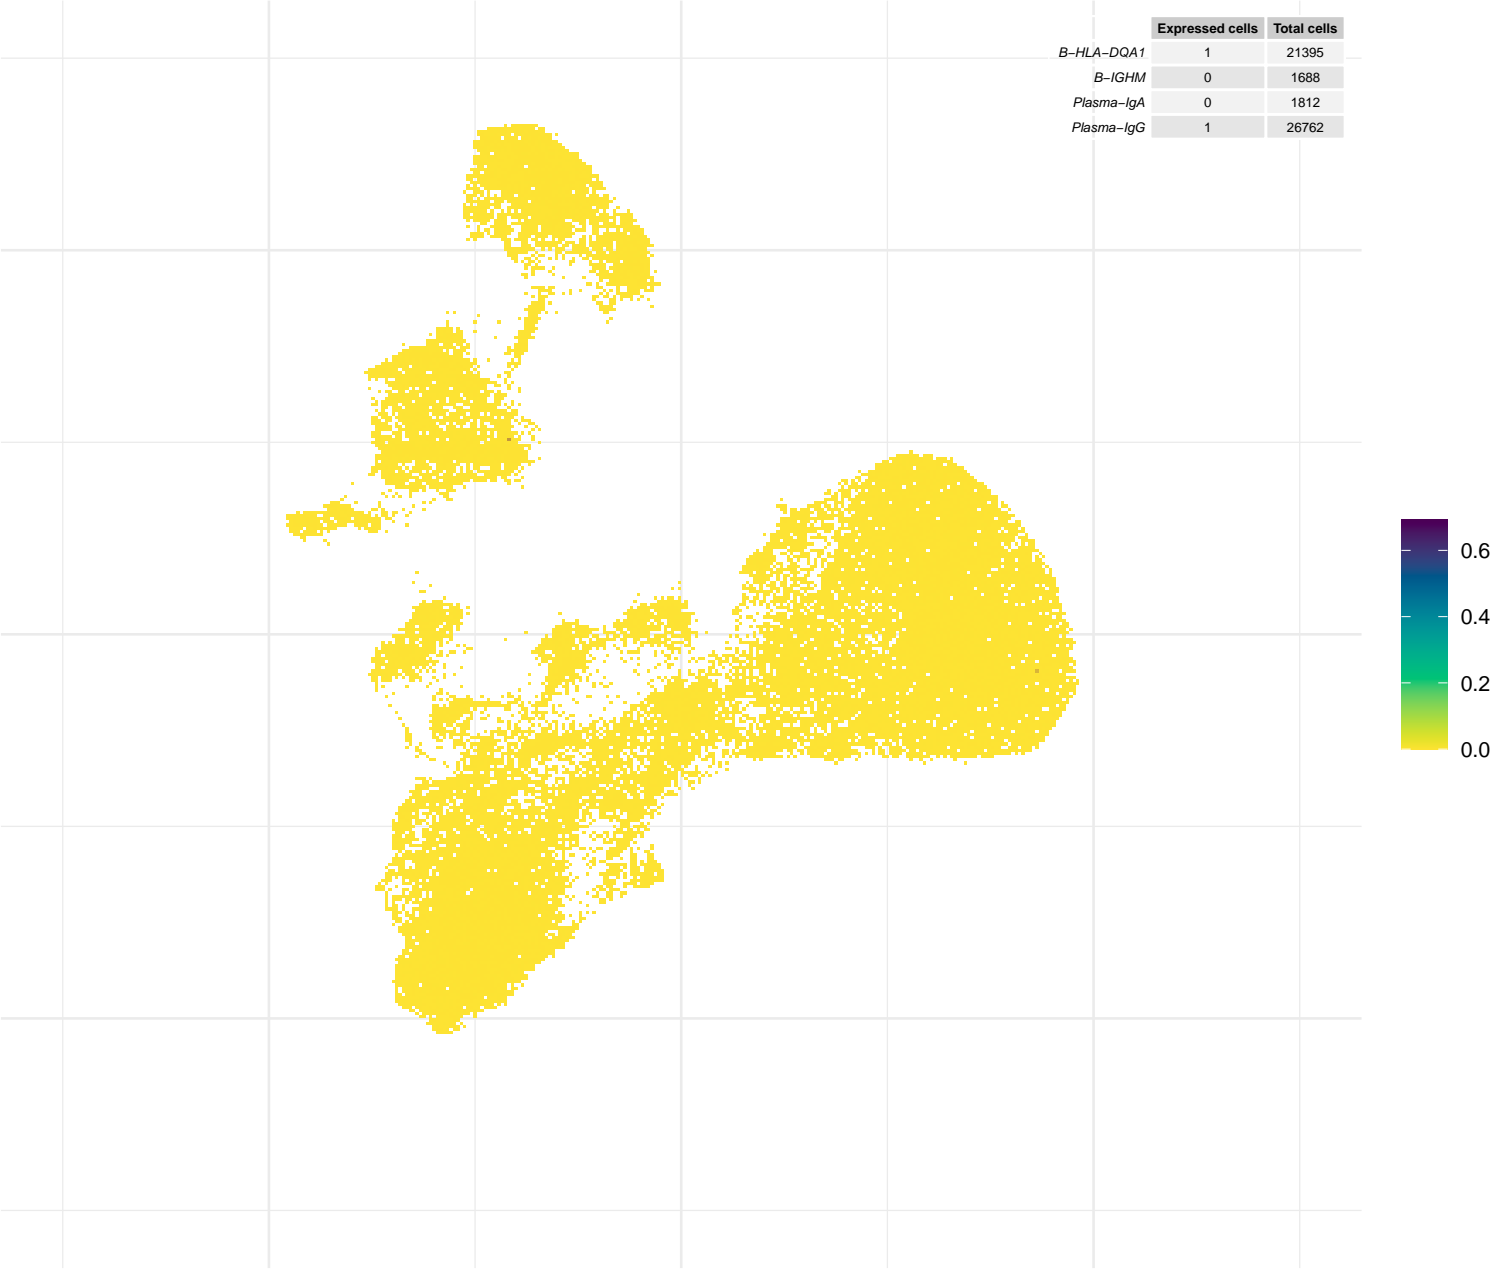 Expressed cells Total cells
B−HLA−DQA1 1 21395
B−IGHM 0 1688
Plasma−IgA 0 1812
Plasma−IgG 1 26762
0.6
0.4
0.2
0.0